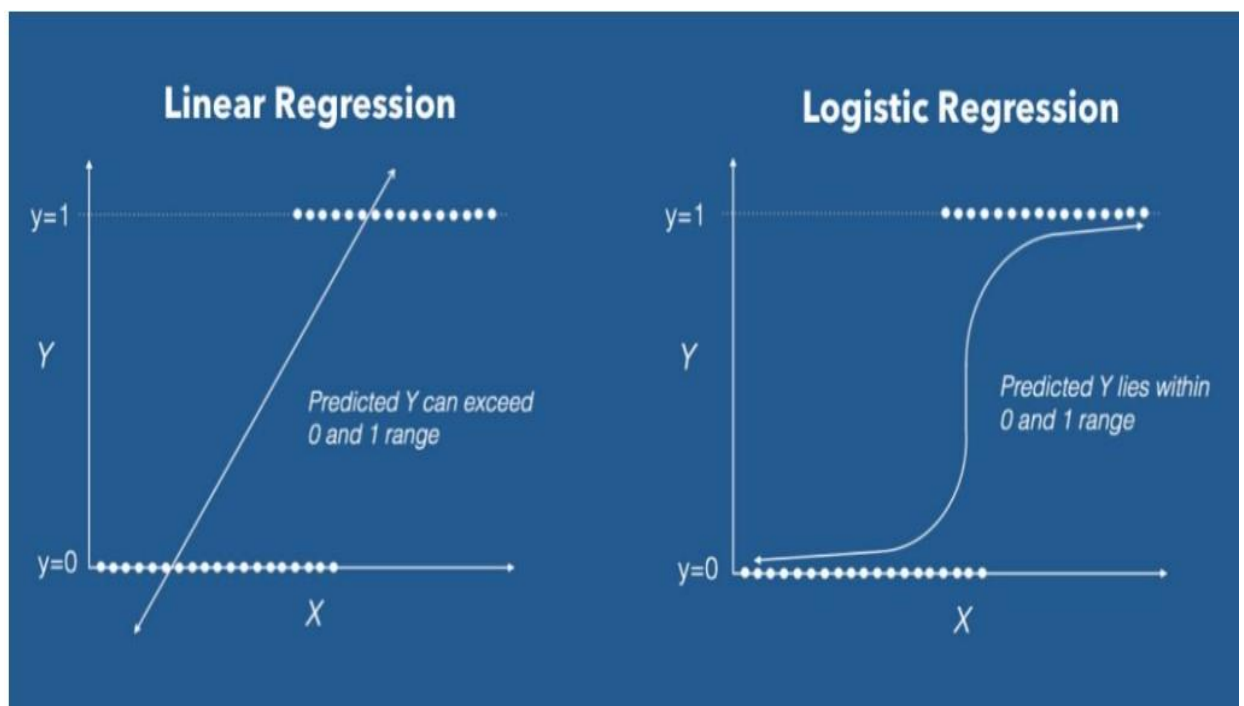 Linear Regression
y=1
Y
Predicted Y can exceed
0 and 1 range
y=0
X
Logistic Regression
y=1
Y
Predicted Y lies within
0 and 1 range
y=0
X